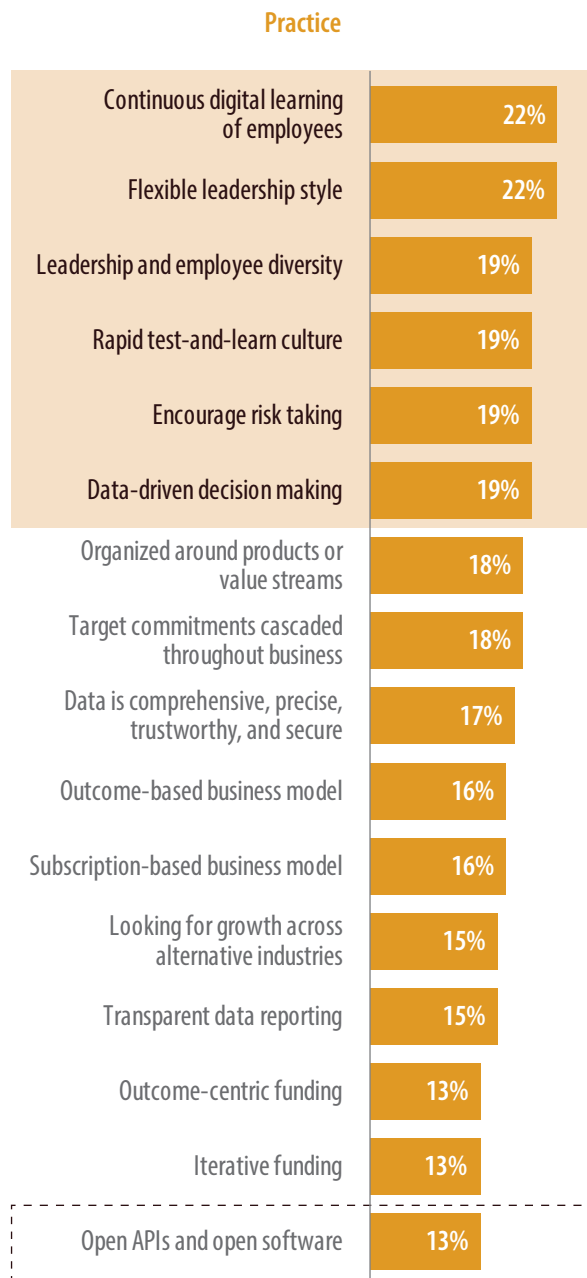 Practice
Continuous digital learning
of employees
22%
Flexible leadership style
22%
Leadership and employee diversity
19%
Rapid test-and-learn culture
19%
Encourage risk taking
19%
Data-driven decision making
19%
Organized around products or
value streams
18%
Target commitments cascaded
throughout business
18%
Data is comprehensive, precise,
trustworthy, and secure
17%
Outcome-based business model
16%
Subscription-based business model
16%
Looking for growth across
alternative industries
15%
Transparent data reporting
15%
Outcome-centric funding
13%
Iterative funding
13%
Open APIs and open software
13%